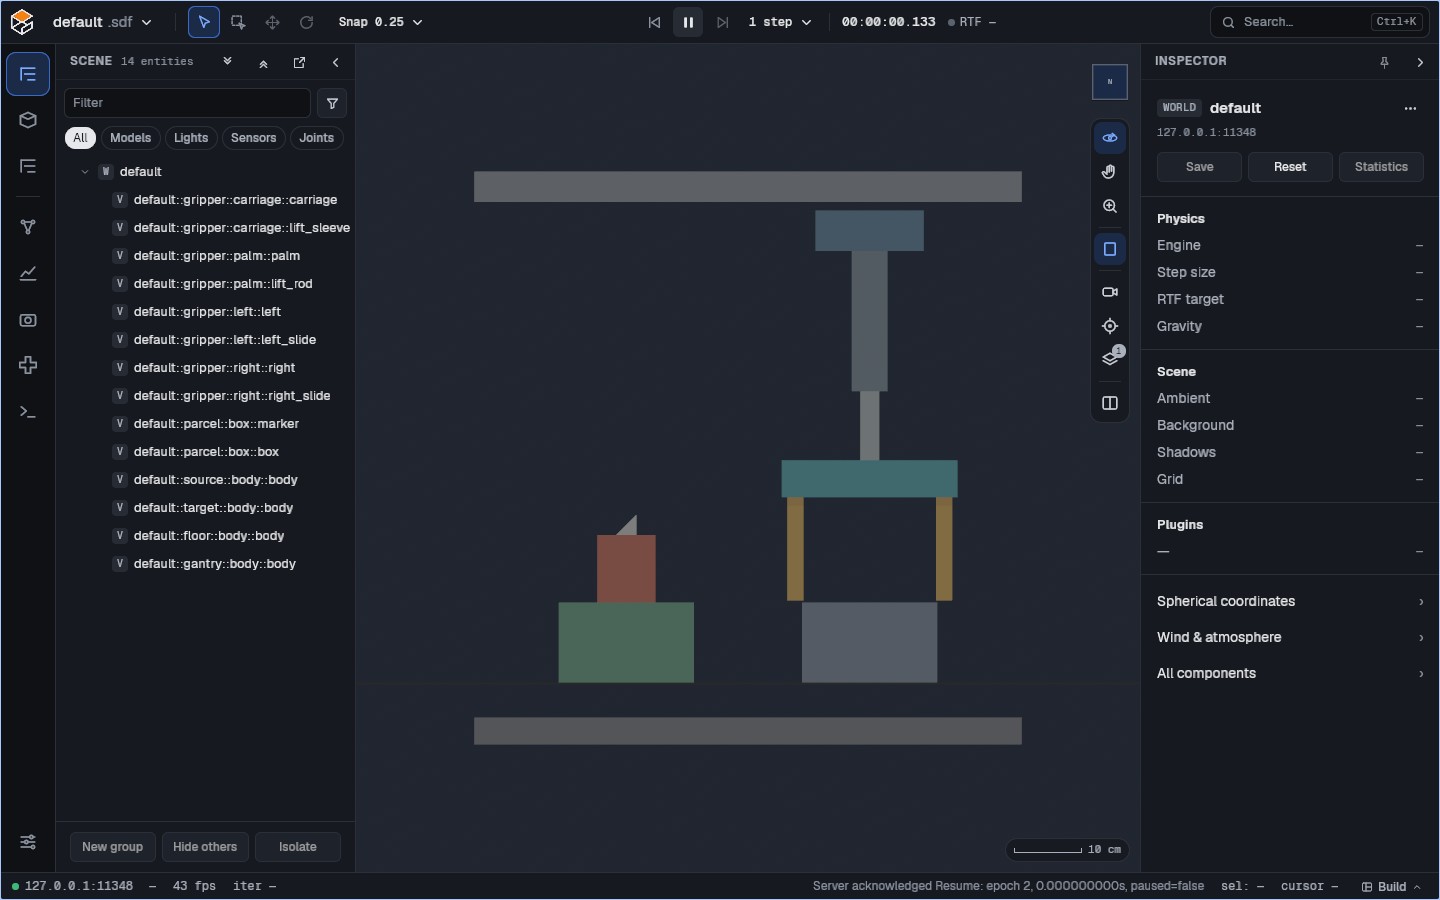 default .sdf
Snap 0.25
1 step
00:00:00.133
RTF –
Search...
Ctrl+K
SCENE 14 entities
Filter
All Models Lights Sensors Joints
W default
V default::gripper::carriage::carriage
V default::gripper::carriage::lift_sleeve
V default::gripper::palm::palm
V default::gripper::palm::lift_rod
V default::gripper::left::left
V default::gripper::left::left_slide
V default::gripper::right::right
V default::gripper::right::right_slide
V default::parcel::box::marker
V default::parcel::box::box
V default::source::body::body
V default::target::body::body
V default::floor::body::body
V default::gantry::body::body
New group Hide others Isolate
N
1
10 cm
INSPECTOR
WORLD default
127.0.0.1:11348
Save Reset Statistics
Physics
Engine –
Step size –
RTF target –
Gravity –
Scene
Ambient –
Background –
Shadows –
Grid –
Plugins
— –
Spherical coordinates
Wind & atmosphere
All components
127.0.0.1:11348 – 43 fps iter –
Server acknowledged Resume: epoch 2, 0.000000000s, paused=false sel: – cursor – Build